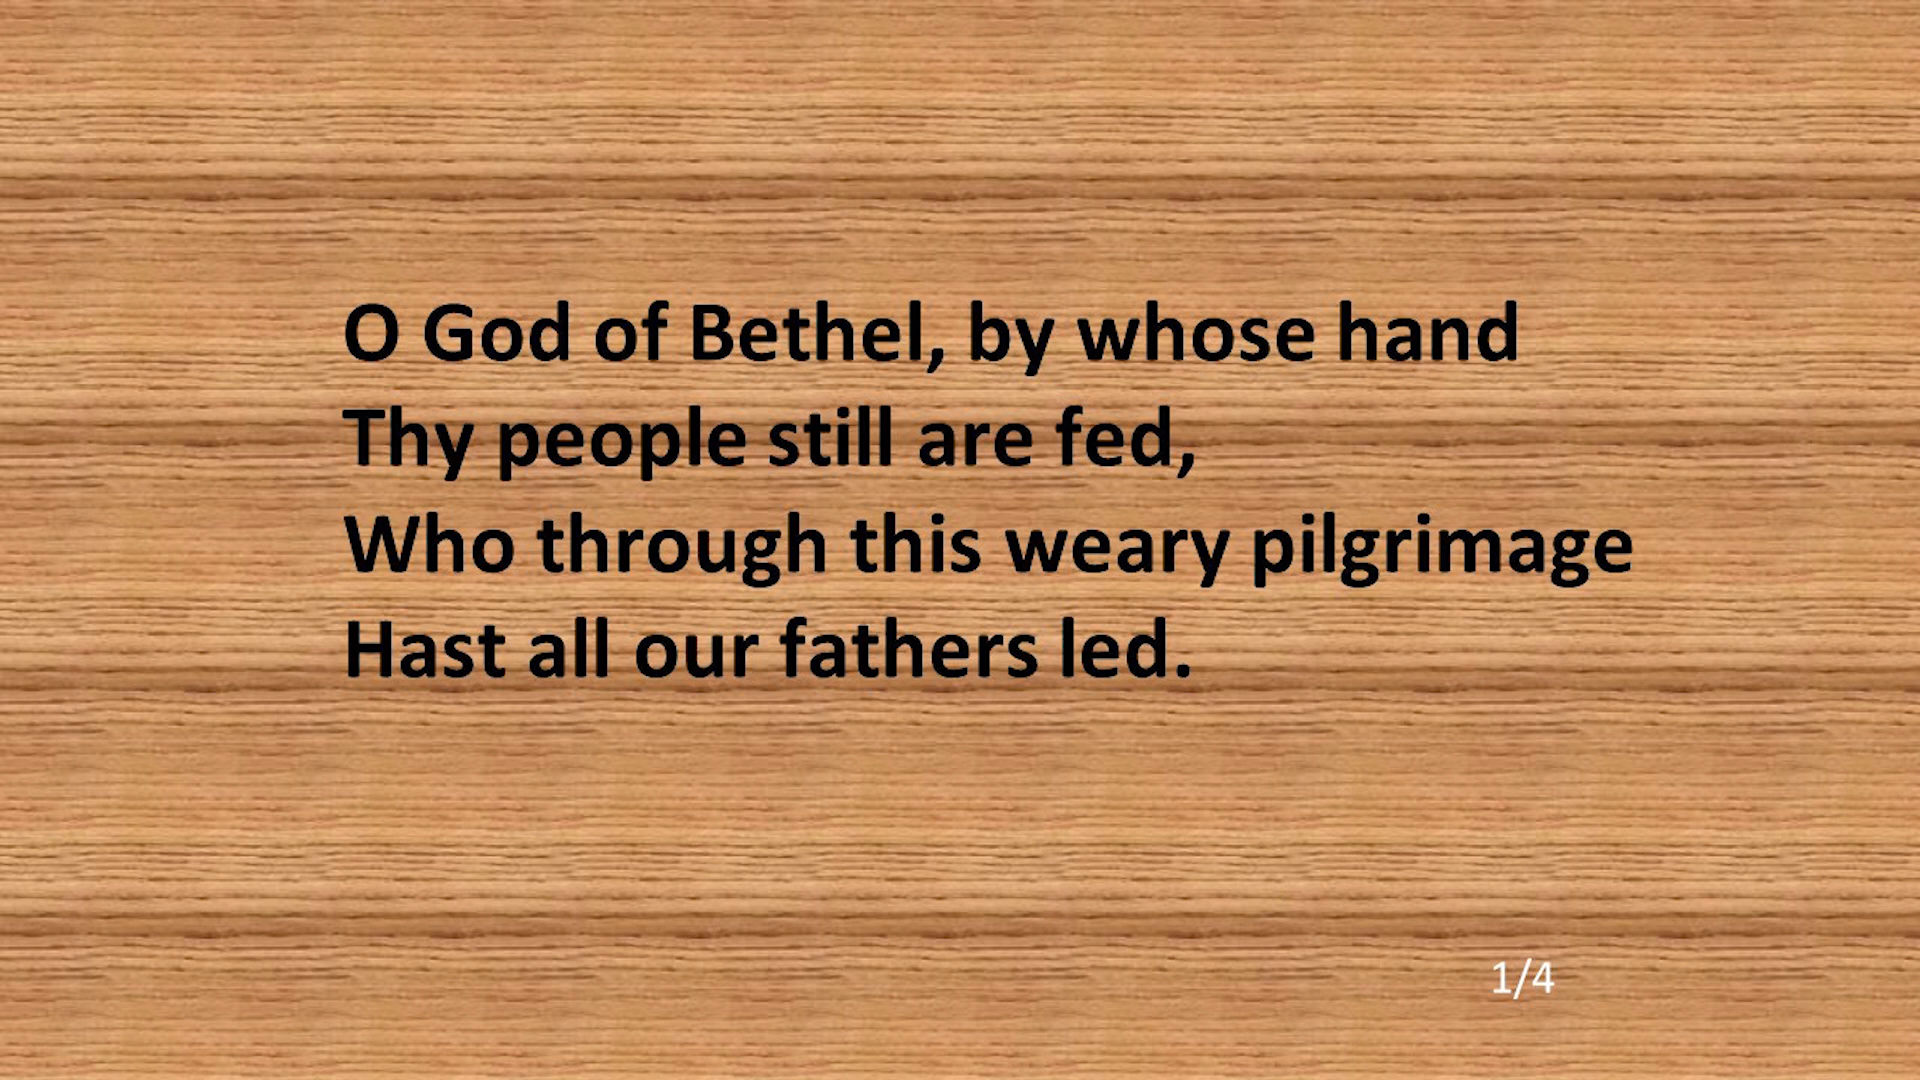 O God of Bethel, by whose hand
Thy people still are fed,
Who through this weary pilgrimage
Hast all our fathers led.
1/4